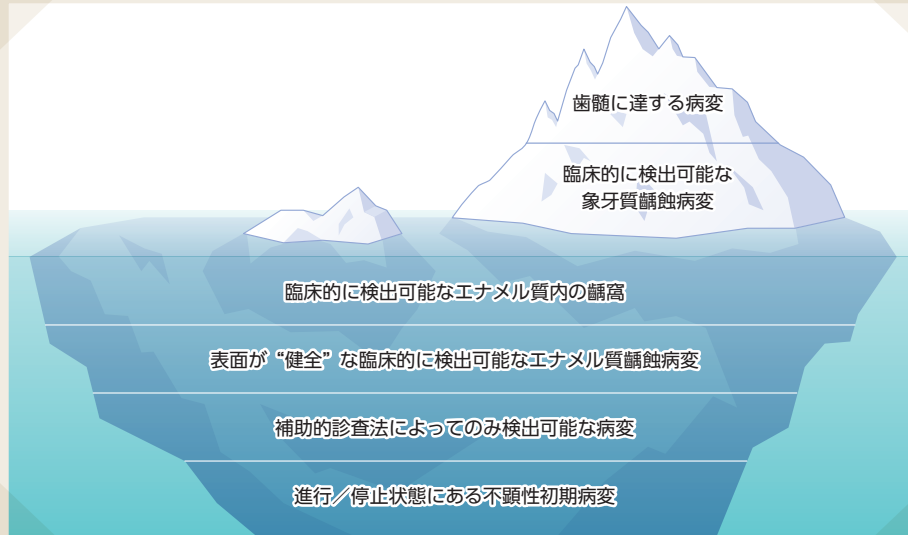 歯髄に達する病変
臨床的に検出可能な
象牙質齲蝕病変
臨床的に検出可能なエナメル質内の齲窩
表面が“健全”な臨床的に検出可能なエナメル質齲蝕病変
補助的診査法によってのみ検出可能な病変
進行／停止状態にある不顕性初期病変